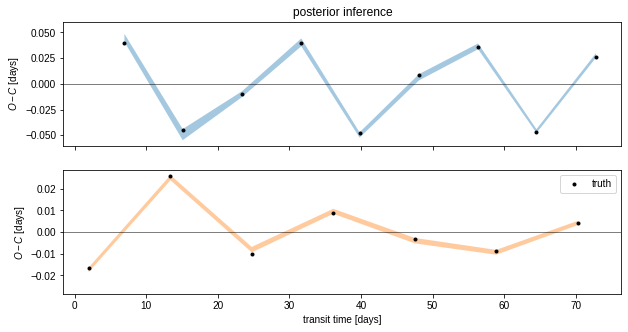 posterior inference
O − C [days]
0.050
0.025
0.000
−0.025
−0.050
O − C [days]
0.02
0.01
0.00
−0.01
−0.02
truth
0 10 20 30 40 50 60 70
transit time [days]